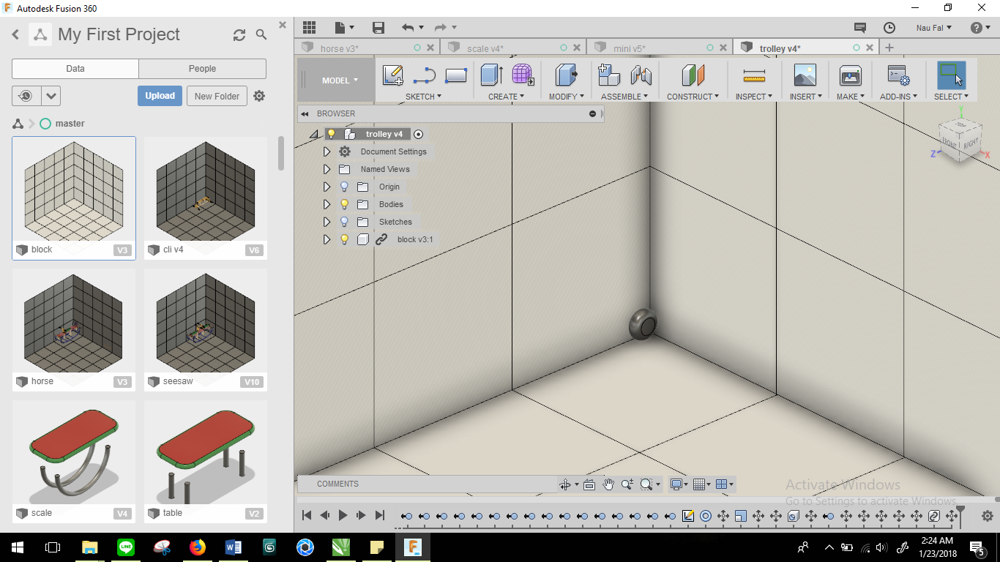 Autodesk Fusion 360
My First Project
Data
People
Upload
New Folder
master
block
V3
cli v4
V6
horse
V3
seesaw
V10
scale
V4
table
V2
Nau Fal
horse v3*
scale v4*
mini v5*
trolley v4*
MODEL
SKETCH
CREATE
MODIFY
ASSEMBLE
CONSTRUCT
INSPECT
INSERT
MAKE
ADD-INS
SELECT
BROWSER
trolley v4
Document Settings
Named Views
Origin
Bodies
Sketches
block v3:1
Y
FRONT
RIGHT
Z
X
COMMENTS
Activate Windows
Go to Settings to activate Windows.
2:24 AM
1/23/2018
5